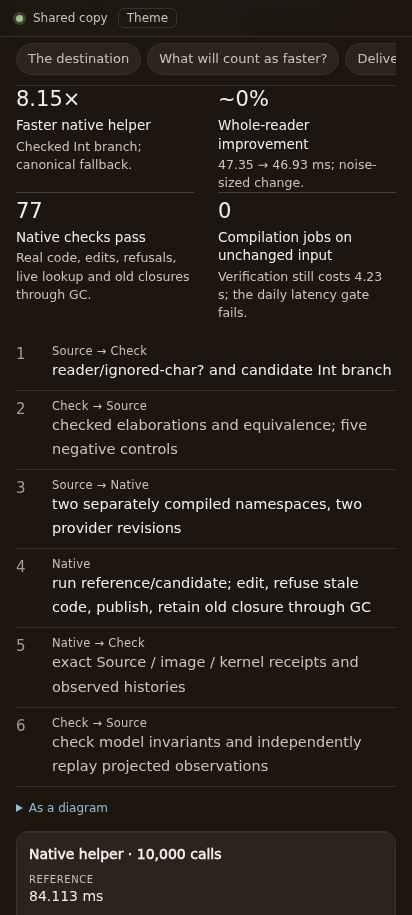 Shared copy
Theme
The destination
What will count as faster?
Delive
8.15×
Faster native helper
Checked Int branch;
canonical fallback.
~0%
Whole-reader
improvement
47.35 → 46.93 ms; noise-
sized change.
77
Native checks pass
Real code, edits, refusals,
live lookup and old closures
through GC.
0
Compilation jobs on
unchanged input
Verification still costs 4.23
s; the daily latency gate
fails.
1
Source → Check
reader/ignored-char? and candidate Int branch
2
Check → Source
checked elaborations and equivalence; five
negative controls
3
Source → Native
two separately compiled namespaces, two
provider revisions
4
Native
run reference/candidate; edit, refuse stale
code, publish, retain old closure through GC
5
Native → Check
exact Source / image / kernel receipts and
observed histories
6
Check → Source
check model invariants and independently
replay projected observations
As a diagram
Native helper · 10,000 calls
REFERENCE
84.113 ms